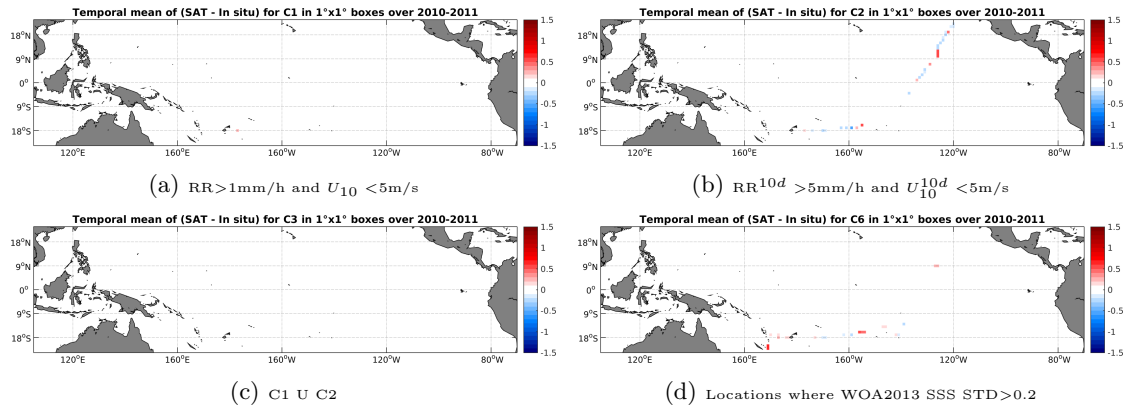 Temporal mean of (SAT - In situ) for C1 in 1°x1° boxes over 2010-2011
18°N
9°N
0°
9°S
18°S
120°E
160°E
160°W
120°W
80°W
1.5
1
0.5
0
-0.5
-1
-1.5
(a) RR>1mm/h and U10 <5m/s
Temporal mean of (SAT - In situ) for C2 in 1°x1° boxes over 2010-2011
18°N
9°N
0°
9°S
18°S
120°E
160°E
160°W
120°W
80°W
1.5
1
0.5
0
-0.5
-1
-1.5
(b) RR^10d >5mm/h and U10^10d <5m/s
Temporal mean of (SAT - In situ) for C3 in 1°x1° boxes over 2010-2011
18°N
9°N
0°
9°S
18°S
120°E
160°E
160°W
120°W
80°W
1.5
1
0.5
0
-0.5
-1
-1.5
(c) C1 U C2
Temporal mean of (SAT - In situ) for C6 in 1°x1° boxes over 2010-2011
18°N
9°N
0°
9°S
18°S
120°E
160°E
160°W
120°W
80°W
1.5
1
0.5
0
-0.5
-1
-1.5
(d) Locations where WOA2013 SSS STD>0.2